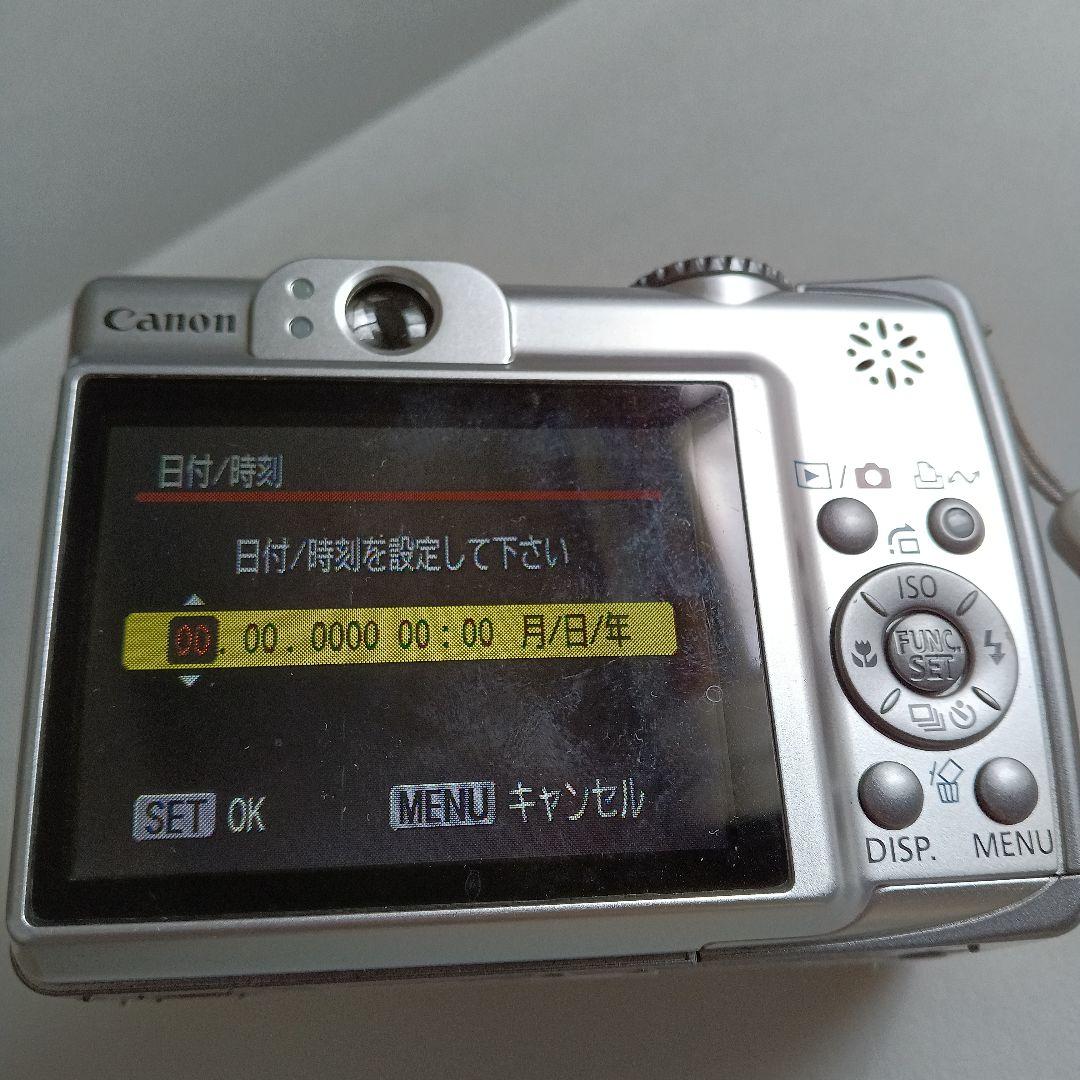 Canon
日付/時刻
日付/時刻を設定して下さい
00. 00. 0000 00:00 月/日/年
SET OK MENU キャンセル
ISO
FUNC.
SET
DISP. MENU